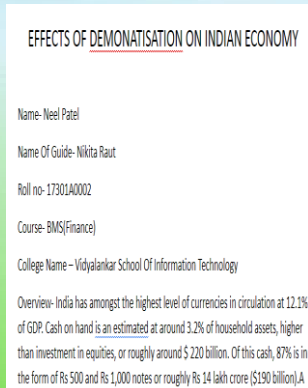 EFFECTS OF DEMONATISATION ON INDIAN ECONOMY
Name- Neel Patel
Name Of Guide- Nikita Raut
Roll no- 17301A0002
Course- BMS(Finance)
College Name – Vidyalankar School Of Information Technology
Overview- India has amongst the highest level of currencies in circulation at 12.1%
of GDP. Cash on hand is an estimated at around 3.2% of household assets, higher
than investment in equities, or roughly around $ 220 billion. Of this cash, 87% is in
the form of Rs 500 and Rs 1,000 notes or roughly Rs 14 lakh crore ($190 billion), a